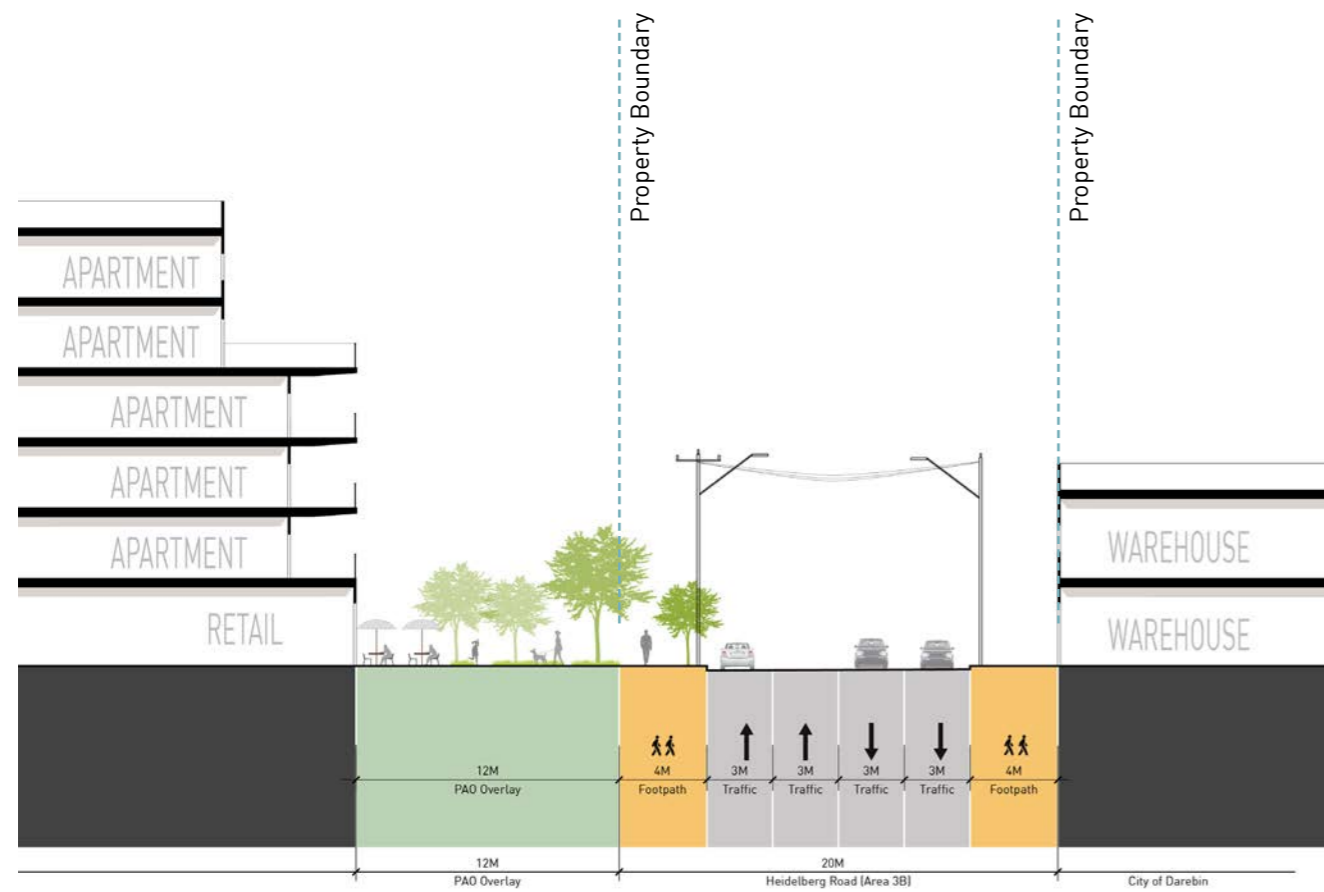 Property Boundary
Property Boundary
APARTMENT
APARTMENT
APARTMENT
APARTMENT
APARTMENT
RETAIL
WAREHOUSE
WAREHOUSE
12M
PAO Overlay
4M
Footpath
3M
Traffic
3M
Traffic
3M
Traffic
3M
Traffic
4M
Footpath
12M
PAO Overlay
20M
Heidelberg Road (Area 3B)
City of Darebin